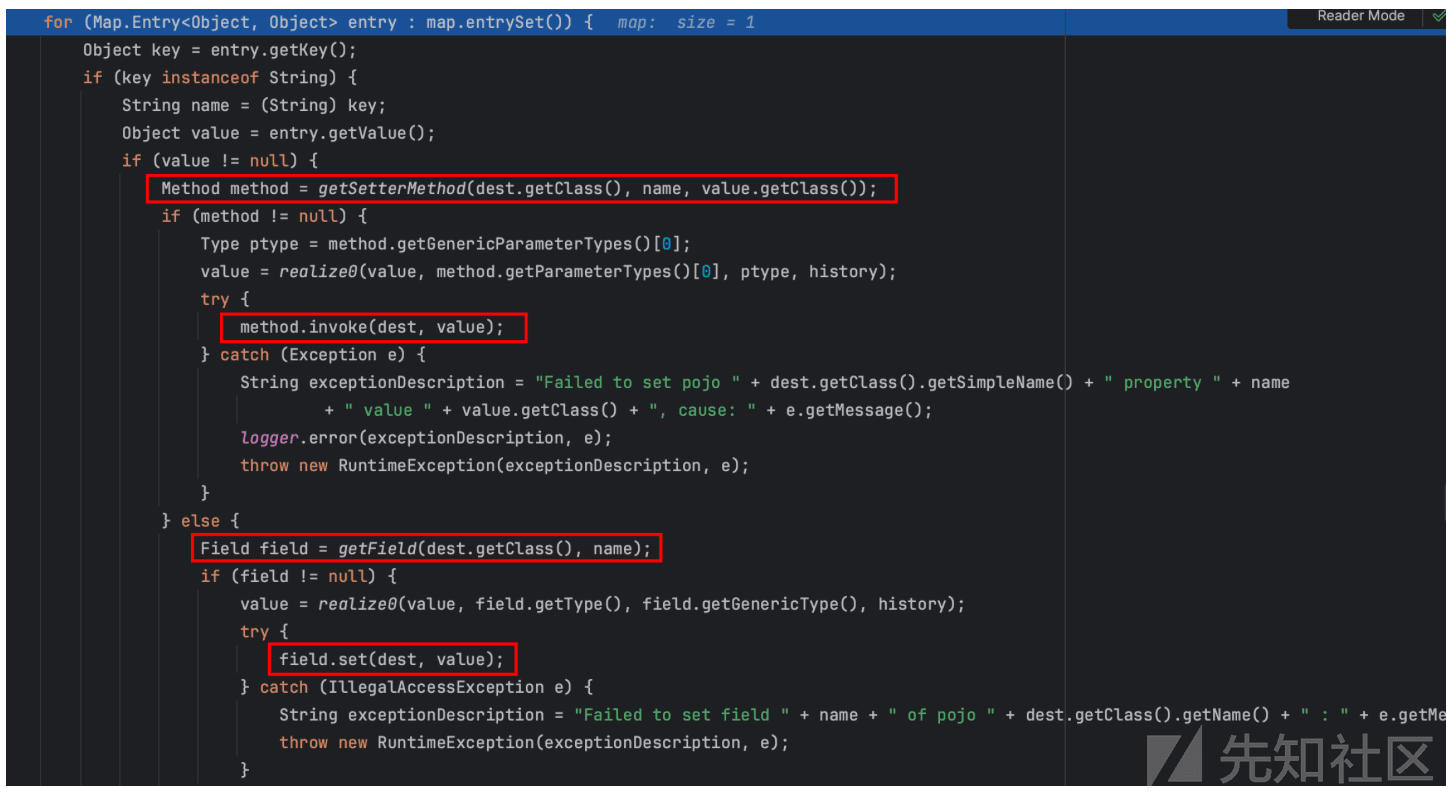 for (Map.Entry<Object, Object> entry : map.entrySet()) {   map:  size = 1
Reader Mode
Object key = entry.getKey();
if (key instanceof String) {
String name = (String) key;
Object value = entry.getValue();
if (value != null) {
Method method = getSetterMethod(dest.getClass(), name, value.getClass());
if (method != null) {
Type ptype = method.getGenericParameterTypes()[0];
value = realize0(value, method.getParameterTypes()[0], ptype, history);
try {
method.invoke(dest, value);
} catch (Exception e) {
String exceptionDescription = "Failed to set pojo " + dest.getClass().getSimpleName() + " property " + name
+ " value " + value.getClass() + ", cause: " + e.getMessage();
logger.error(exceptionDescription, e);
throw new RuntimeException(exceptionDescription, e);
}
} else {
Field field = getField(dest.getClass(), name);
if (field != null) {
value = realize0(value, field.getType(), field.getGenericType(), history);
try {
field.set(dest, value);
} catch (IllegalAccessException e) {
String exceptionDescription = "Failed to set field " + name + " of pojo " + dest.getClass().getName() + " : " + e.getMe
throw new RuntimeException(exceptionDescription, e);
}
先知社区